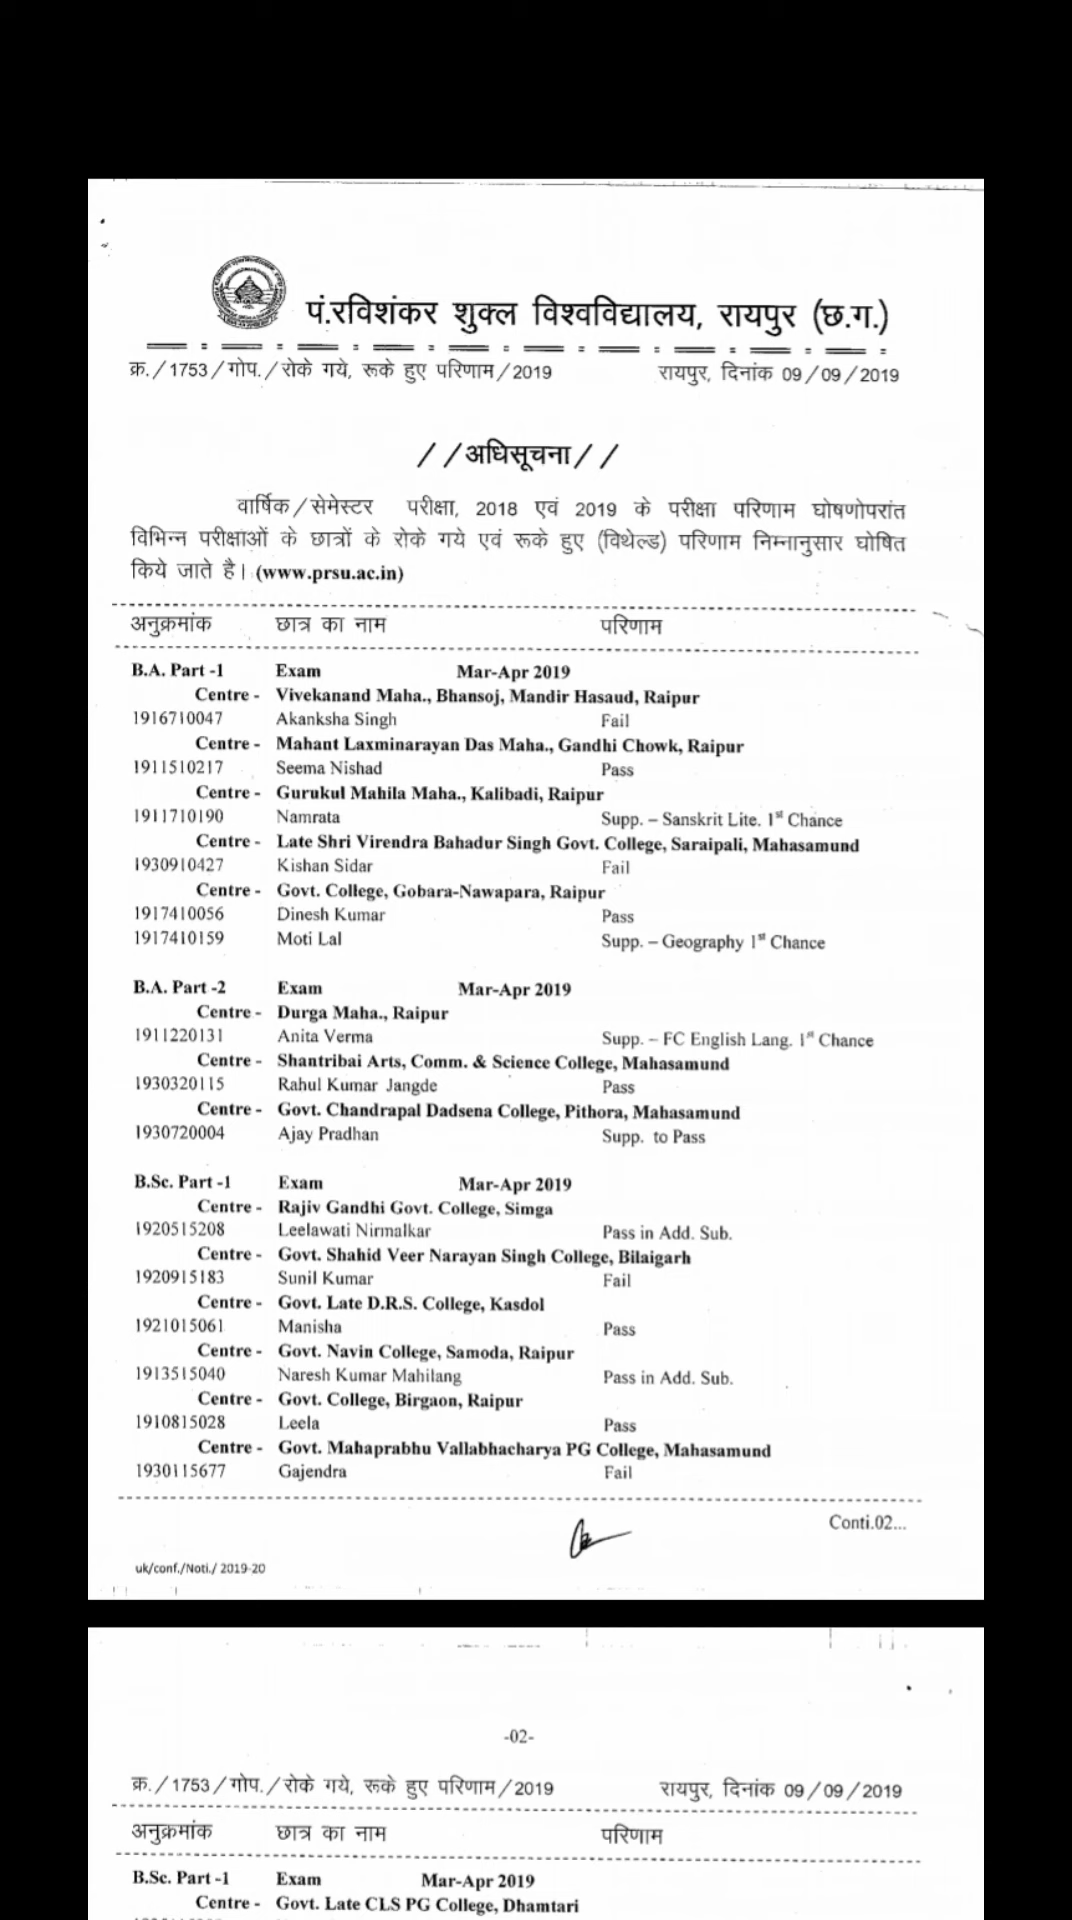 पं.रविशंकर शुक्ल विश्वविद्यालय, रायपुर (छ.ग.)
क्र./1753/गोप./रोके गये, रूके हुए परिणाम/2019 रायपुर, दिनांक 09/09/2019
//अधिसूचना//
वार्षिक/सेमेस्टर परीक्षा, 2018 एवं 2019 के परीक्षा परिणाम घोषणोपरांत
विभिन्न परीक्षाओं के छात्रों के रोके गये एवं रूके हुए (विथेल्ड) परिणाम निम्नानुसार घोषित
किये जाते है। (www.prsu.ac.in)
अनुक्रमांक छात्र का नाम परिणाम
B.A. Part -1 Exam Mar-Apr 2019
Centre - Vivekanand Maha., Bhansoj, Mandir Hasaud, Raipur
1916710047 Akanksha Singh Fail
Centre - Mahant Laxminarayan Das Maha., Gandhi Chowk, Raipur
1911510217 Seema Nishad Pass
Centre - Gurukul Mahila Maha., Kalibadi, Raipur
1911710190 Namrata Supp. – Sanskrit Lite. 1st Chance
Centre - Late Shri Virendra Bahadur Singh Govt. College, Saraipali, Mahasamund
1930910427 Kishan Sidar Fail
Centre - Govt. College, Gobara-Nawapara, Raipur
1917410056 Dinesh Kumar Pass
1917410159 Moti Lal Supp. – Geography 1st Chance
B.A. Part -2 Exam Mar-Apr 2019
Centre - Durga Maha., Raipur
1911220131 Anita Verma Supp. – FC English Lang. 1st Chance
Centre - Shantribai Arts, Comm. & Science College, Mahasamund
1930320115 Rahul Kumar Jangde Pass
Centre - Govt. Chandrapal Dadsena College, Pithora, Mahasamund
1930720004 Ajay Pradhan Supp. to Pass
B.Sc. Part -1 Exam Mar-Apr 2019
Centre - Rajiv Gandhi Govt. College, Simga
1920515208 Leelawati Nirmalkar Pass in Add. Sub.
Centre - Govt. Shahid Veer Narayan Singh College, Bilaigarh
1920915183 Sunil Kumar Fail
Centre - Govt. Late D.R.S. College, Kasdol
1921015061 Manisha Pass
Centre - Govt. Navin College, Samoda, Raipur
1913515040 Naresh Kumar Mahilang Pass in Add. Sub.
Centre - Govt. College, Birgaon, Raipur
1910815028 Leela Pass
Centre - Govt. Mahaprabhu Vallabhacharya PG College, Mahasamund
1930115677 Gajendra Fail
Conti.02...
uk/conf./Noti./ 2019-20
-02-
क्र./1753/गोप./रोके गये, रूके हुए परिणाम/2019 रायपुर, दिनांक 09/09/2019
अनुक्रमांक छात्र का नाम परिणाम
B.Sc. Part -1 Exam Mar-Apr 2019
Centre - Govt. Late CLS PG College, Dhamtari